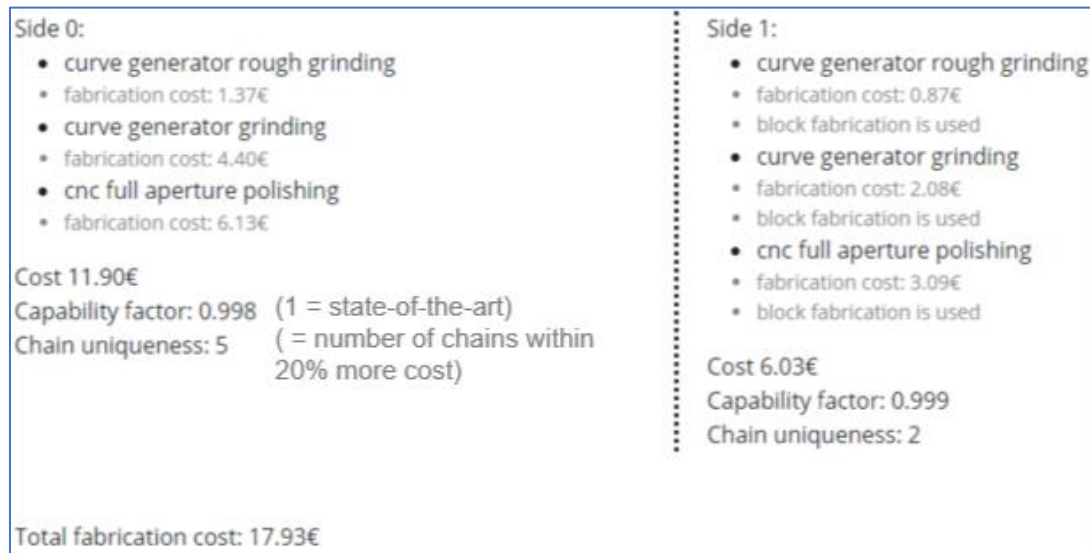 Side 0:
• curve generator rough grinding
• fabrication cost: 1.37€
• curve generator grinding
• fabrication cost: 4.40€
• cnc full aperture polishing
• fabrication cost: 6.13€
Cost 11.90€
Capability factor: 0.998 (1 = state-of-the-art)
Chain uniqueness: 5 ( = number of chains within
20% more cost)
Side 1:
• curve generator rough grinding
• fabrication cost: 0.87€
• block fabrication is used
• curve generator grinding
• fabrication cost: 2.08€
• block fabrication is used
• cnc full aperture polishing
• fabrication cost: 3.09€
• block fabrication is used
Cost 6.03€
Capability factor: 0.999
Chain uniqueness: 2
Total fabrication cost: 17.93€